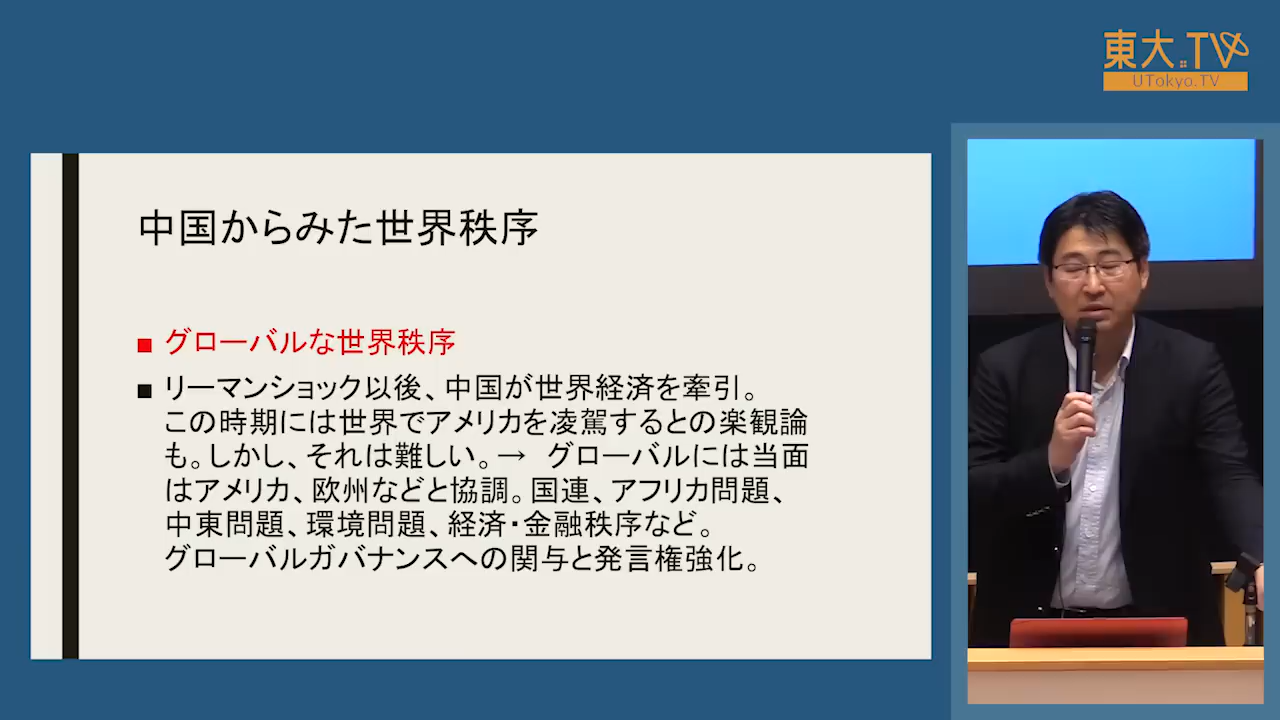 東大.TV
UTokyo.TV
中国からみた世界秩序
■ グローバルな世界秩序
■ リーマンショック以後、中国が世界経済を牽引。
この時期には世界でアメリカを凌駕するとの楽観論
も。しかし、それは難しい。→ グローバルには当面
はアメリカ、欧州などと協調。国連、アフリカ問題、
中東問題、環境問題、経済・金融秩序など。
グローバルガバナンスへの関与と発言権強化。